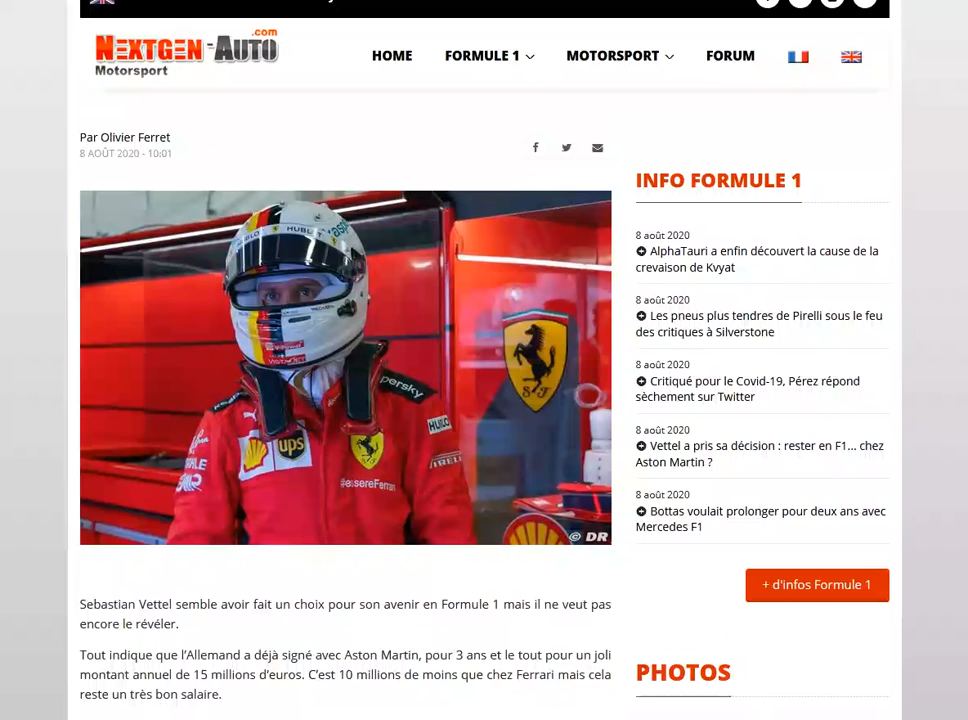 NEXTGEN-AUTO
.com
Motorsport
HOME
FORMULE 1
MOTORSPORT
FORUM
Par Olivier Ferret
8 AOÛT 2020 - 10:01
HUBLOT
persky
HUBLO
ups
#essereFerrari
S F
© DR
Sebastian Vettel semble avoir fait un choix pour son avenir en Formule 1 mais il ne veut pas
encore le révéler.
Tout indique que l'Allemand a déjà signé avec Aston Martin, pour 3 ans et le tout pour un joli
montant annuel de 15 millions d'euros. C'est 10 millions de moins que chez Ferrari mais cela
reste un très bon salaire.
INFO FORMULE 1
8 août 2020
AlphaTauri a enfin découvert la cause de la
crevaison de Kvyat
8 août 2020
Les pneus plus tendres de Pirelli sous le feu
des critiques à Silverstone
8 août 2020
Critiqué pour le Covid-19, Pérez répond
sèchement sur Twitter
8 août 2020
Vettel a pris sa décision : rester en F1... chez
Aston Martin ?
8 août 2020
Bottas voulait prolonger pour deux ans avec
Mercedes F1
+ d'infos Formule 1
PHOTOS